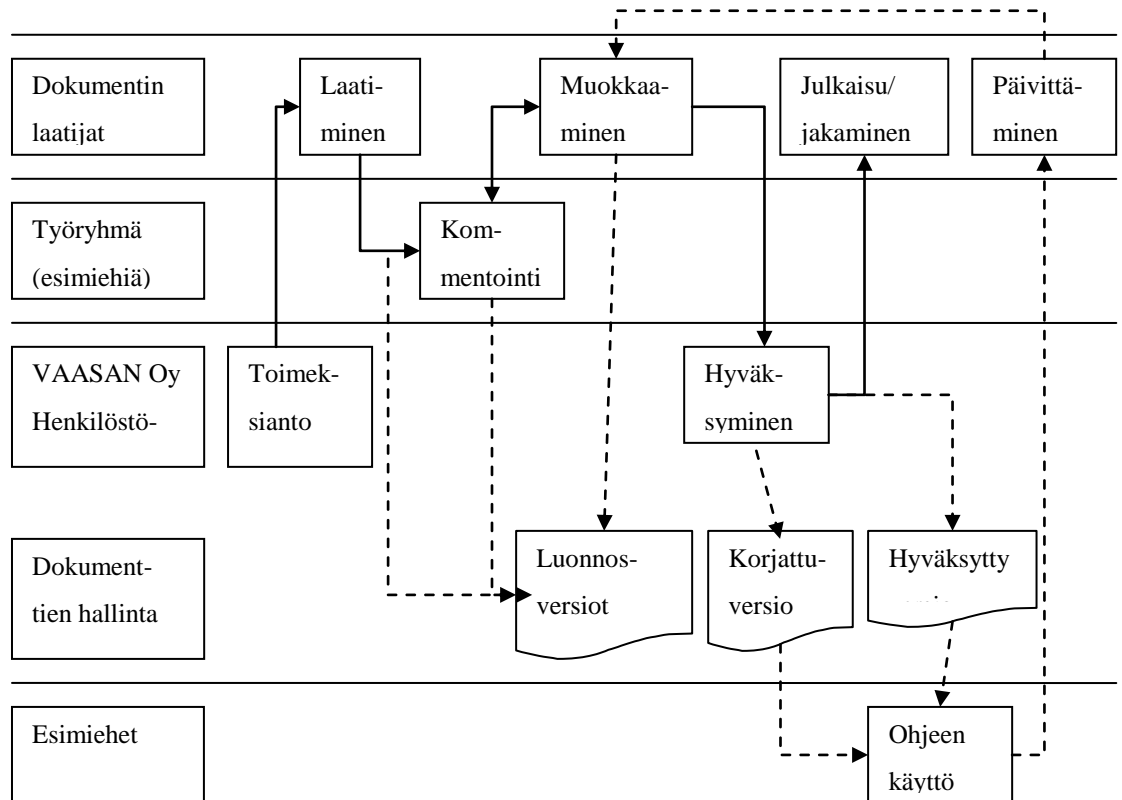 Dokumentin
laatijat
Laati-
minen
Muokkaa-
minen
Julkaisu/
jakaminen
Päivittä-
minen
Työryhmä
(esimiehiä)
Kom-
mentointi
VAASAN Oy
Henkilöstö-
Toimek-
sianto
Hyväk-
syminen
Dokument-
tien hallinta
Luonnos-
versiot
Korjattu-
versio
Hyväksytty
Esimiehet
Ohjeen
käyttö